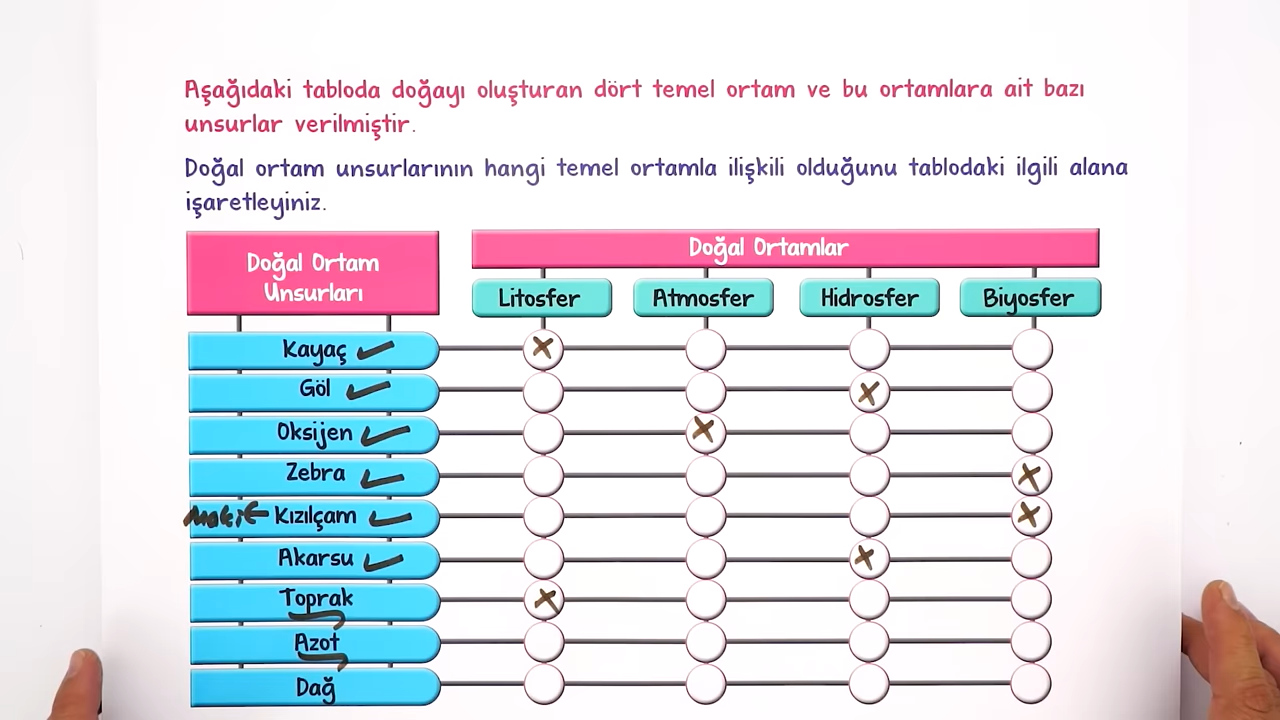 Aşağıdaki tabloda doğayı oluşturan dört temel ortam ve bu ortamlara ait bazı
unsurlar verilmiştir.
Doğal ortam unsurlarının hangi temel ortamla ilişkili olduğunu tablodaki ilgili alana
işaretleyiniz.
Doğal Ortam
Unsurları
Doğal Ortamlar
Litosfer Atmosfer Hidrosfer Biyosfer
Kayaç
Göl
Oksijen
Zebra
Kızılçam
Akarsu
Toprak
Azot
Dağ